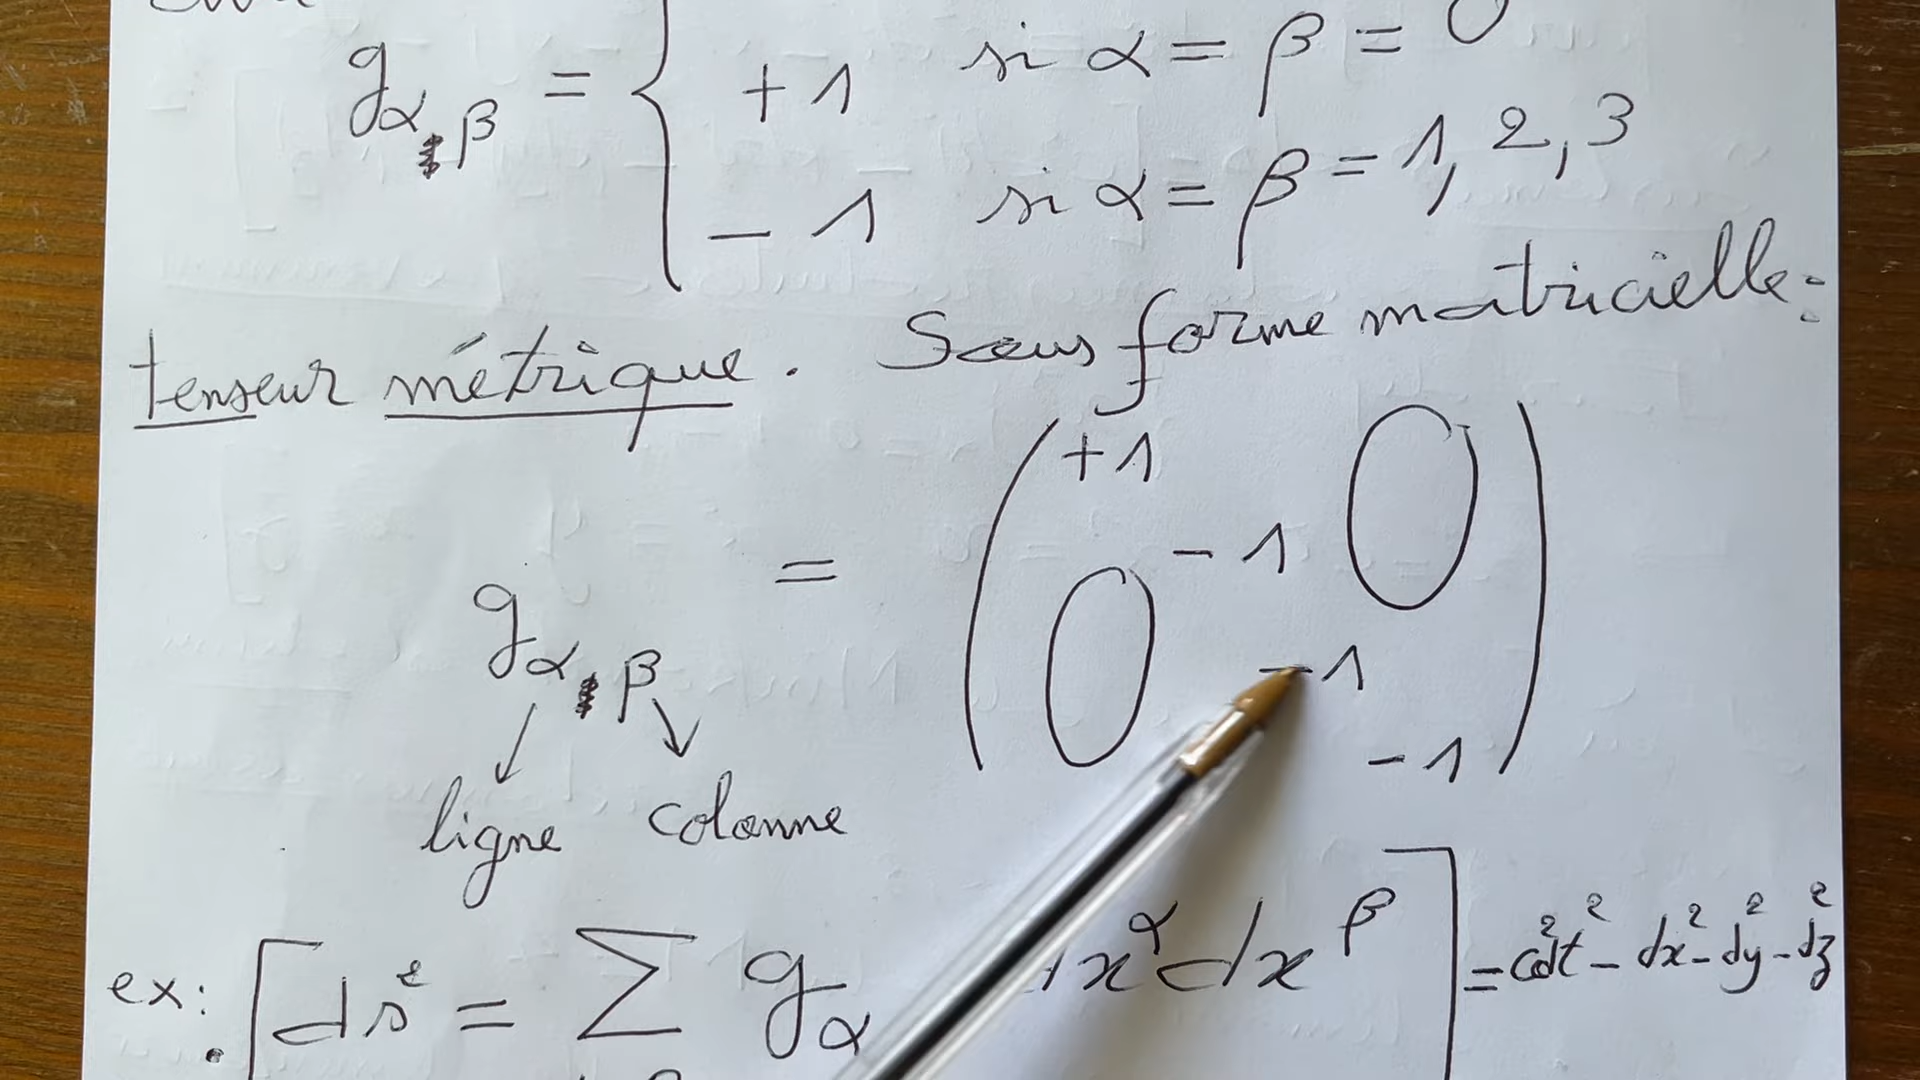 g_{αβ} = { +1 si α = β = 0
- 1 si α = β = 1, 2, 3
tenseur métrique. Sous forme matricielle:
g_{αβ} = ( +1 0
- 1
0 - 1
- 1 )
ligne colonne
ex: [ds² = Σ g_α dx^α dx^β] = c²dt² - dx² - dy² - dz²